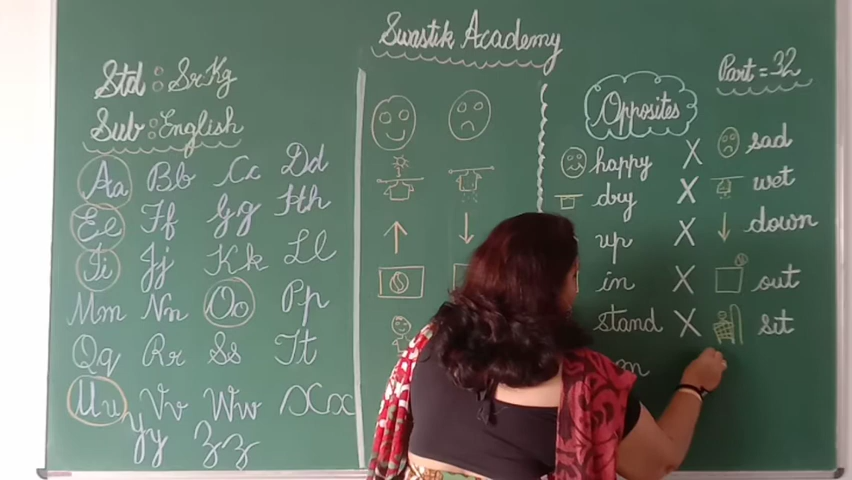 Swastik Academy
Part = 32
Std : Sr Kg
Sub : English
Aa Bb Cc Dd
Ee Ff Gg Hh
Ii Jj Kk Ll
Mm Nn Oo Pp
Qq Rr Ss Tt
Uu Vv Ww Xx
Yy Zz
Opposites
happy X sad
dry X wet
up X down
in X out
stand X sit